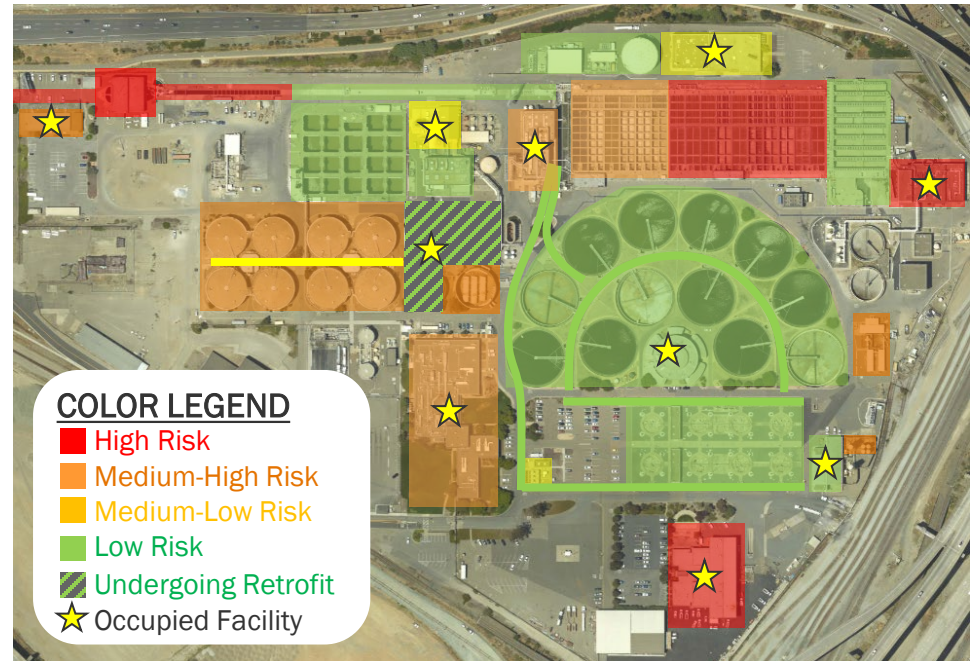 COLOR LEGEND
High Risk
Medium-High Risk
Medium-Low Risk
Low Risk
Undergoing Retrofit
Occupied Facility